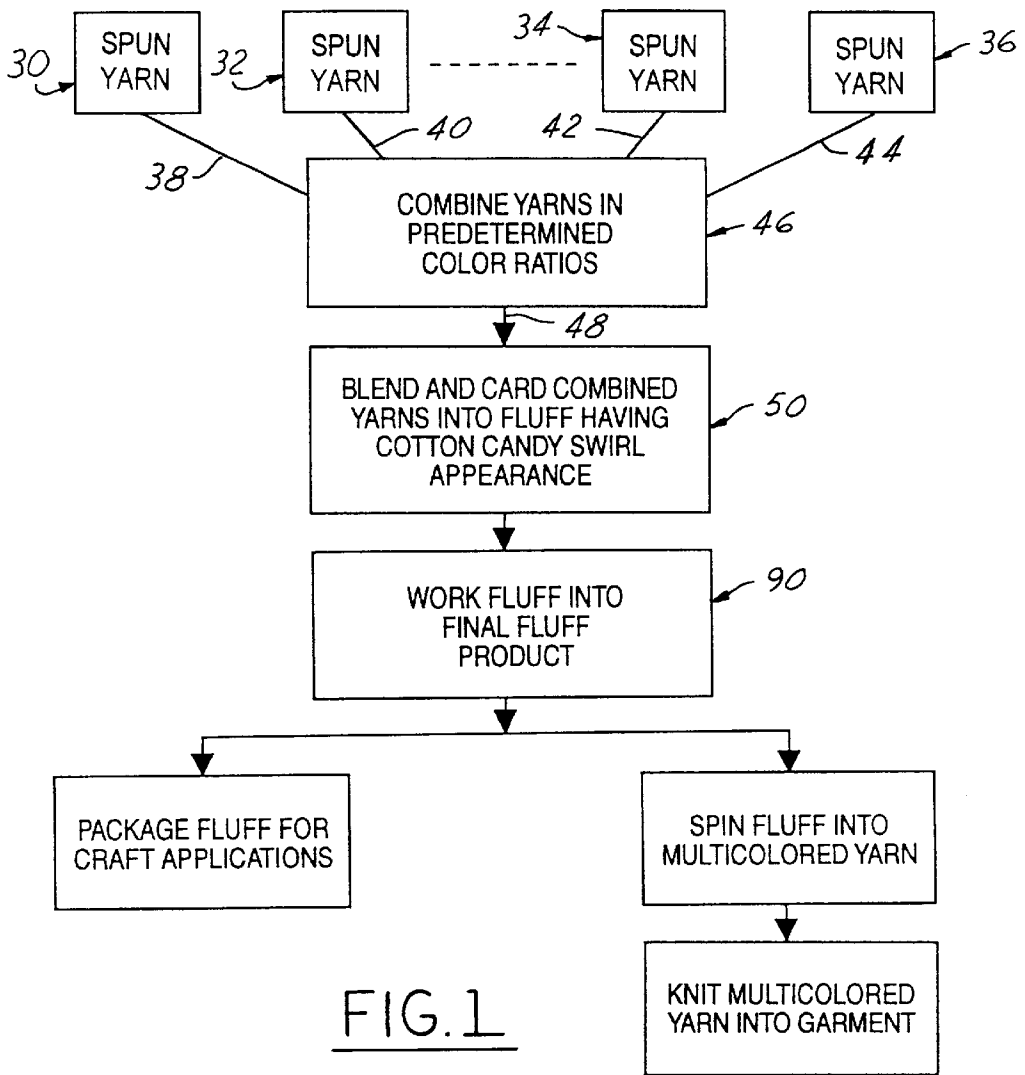 SPUN
YARN
30
SPUN
YARN
32
SPUN
YARN
34
SPUN
YARN
36
38
40
42
44
COMBINE YARNS IN
PREDETERMINED
COLOR RATIOS
46
48
BLEND AND CARD COMBINED
YARNS INTO FLUFF HAVING
COTTON CANDY SWIRL
APPEARANCE
50
WORK FLUFF INTO
FINAL FLUFF
PRODUCT
90
PACKAGE FLUFF FOR
CRAFT APPLICATIONS
SPIN FLUFF INTO
MULTICOLORED YARN
KNIT MULTICOLORED
YARN INTO GARMENT
FIG.1